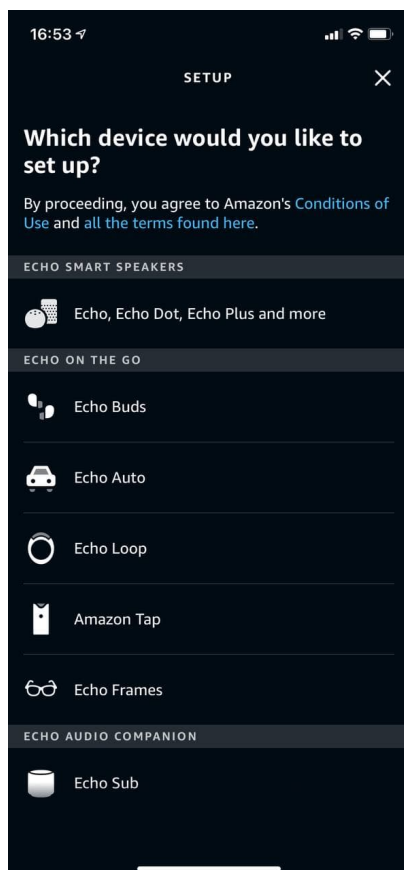 16:53
SETUP
Which device would you like to
set up?
By proceeding, you agree to Amazon's Conditions of
Use and all the terms found here.
ECHO SMART SPEAKERS
Echo, Echo Dot, Echo Plus and more
ECHO ON THE GO
Echo Buds
Echo Auto
Echo Loop
Amazon Tap
Echo Frames
ECHO AUDIO COMPANION
Echo Sub